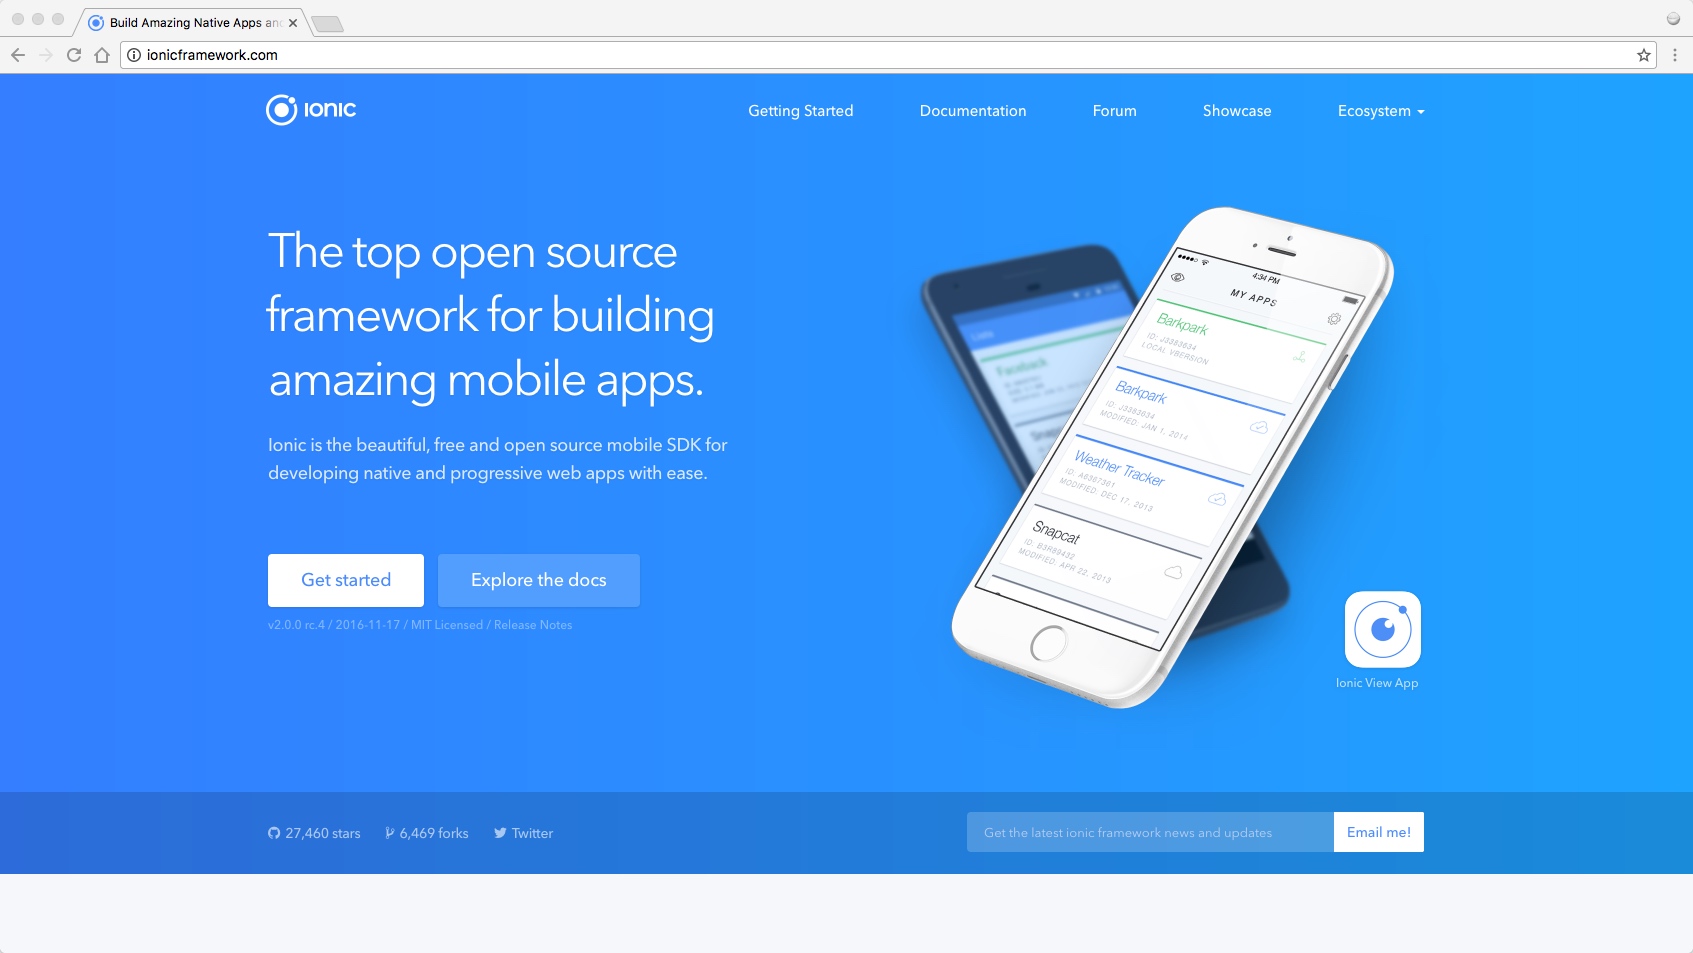 Build Amazing Native Apps and
ionicframework.com
ionic
Getting Started
Documentation
Forum
Showcase
Ecosystem
The top open source
framework for building
amazing mobile apps.
Ionic is the beautiful, free and open source mobile SDK for
developing native and progressive web apps with ease.
Get started
Explore the docs
v2.0.0 rc.4 / 2016-11-17 / MIT Licensed / Release Notes
4:34 PM
MY APPS
Barkpark
ID: J3383634
LOCAL VBERSION
Barkpark
ID: J3383634
MODIFIED: JAN 1, 2014
Weather Tracker
ID: A6367361
MODIFIED: DEC 17, 2013
Snapcat
ID: B3R89432
MODIFIED: APR 22, 2013
Ionic View App
27,460 stars
6,469 forks
Twitter
Get the latest ionic framework news and updates
Email me!